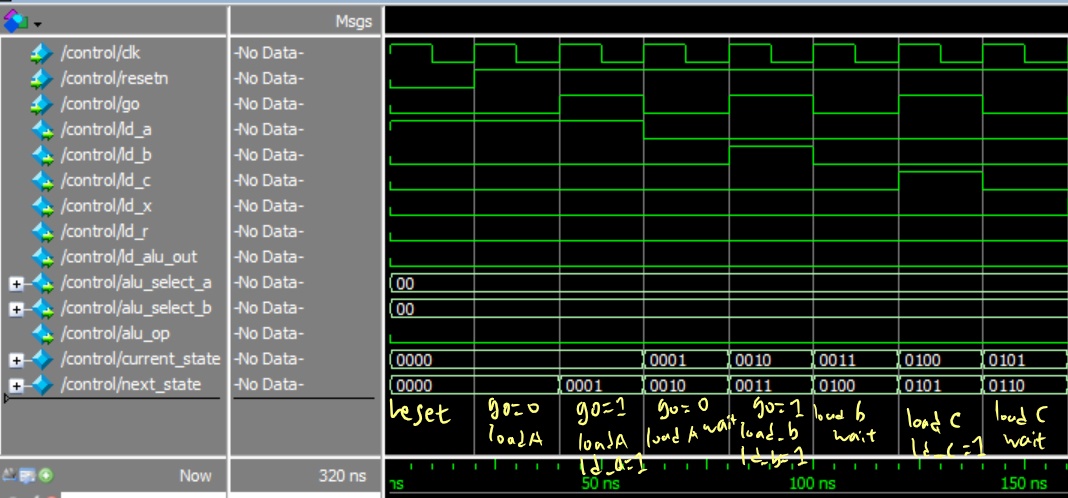 Msgs
/control/clk -No Data-
/control/resetn -No Data-
/control/go -No Data-
/control/ld_a -No Data-
/control/ld_b -No Data-
/control/ld_c -No Data-
/control/ld_x -No Data-
/control/ld_r -No Data-
/control/ld_alu_out -No Data-
/control/alu_select_a -No Data- 00
/control/alu_select_b -No Data- 00
/control/alu_op -No Data-
/control/current_state -No Data- 0000 0001 0010 0011 0100 0101
/control/next_state -No Data- 0000 0001 0010 0011 0100 0101 0110
reset go=0 go=1 go=0 go=1 load b load C load C
load A load A load A wait load_b wait ld_c=1 wait
ld_a=1 ld_b=1
Now 320 ns ns 50 ns 100 ns 150 ns